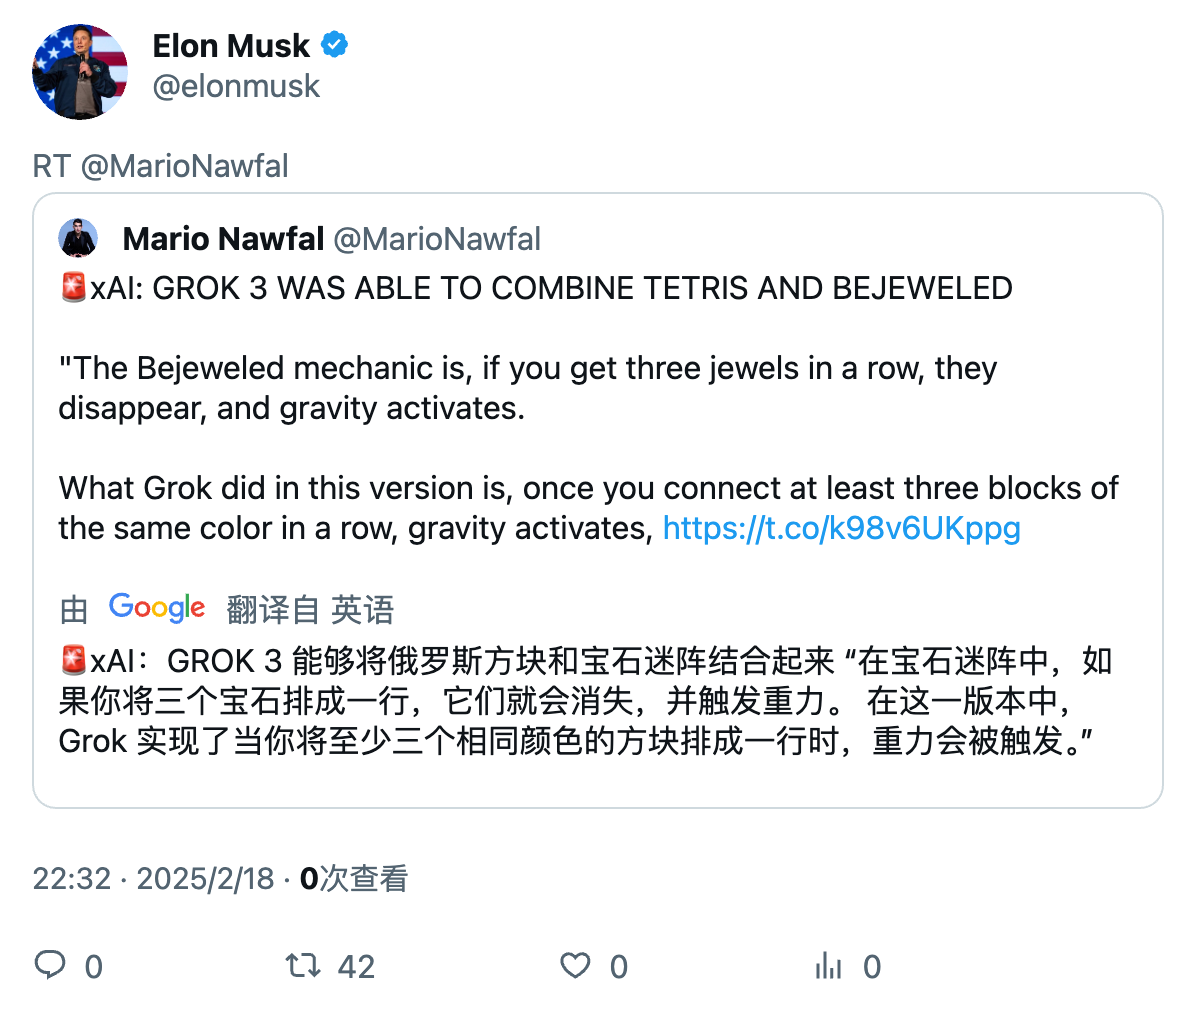 Elon Musk
@elonmusk
RT @MarioNawfal
Mario Nawfal @MarioNawfal
🚨xAI: GROK 3 WAS ABLE TO COMBINE TETRIS AND BEJEWELED
"The Bejeweled mechanic is, if you get three jewels in a row, they
disappear, and gravity activates.
What Grok did in this version is, once you connect at least three blocks of
the same color in a row, gravity activates, https://t.co/k98v6UKppg
由 Google 翻译自 英语
🚨xAI：GROK 3 能够将俄罗斯方块和宝石迷阵结合起来 “在宝石迷阵中，如
果你将三个宝石排成一行，它们就会消失，并触发重力。 在这一版本中，
Grok 实现了当你将至少三个相同颜色的方块排成一行时，重力会被触发。”
22:32 · 2025/2/18 · 0次查看
0 42 0 0